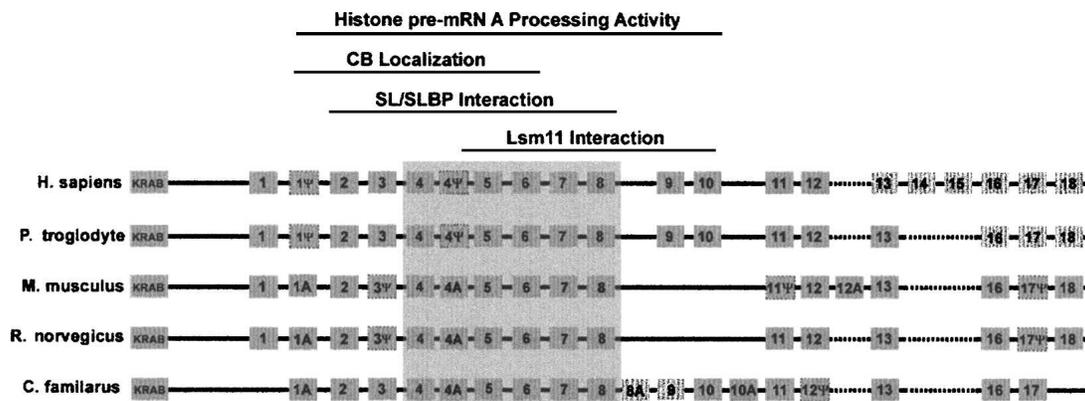 Histone pre-mRN A Processing Activity
CB Localization
SL/SLBP Interaction
Lsm11 Interaction
H. sapiens KRAB 1 1Ψ 2 3 4 4Ψ 5 6 7 8 9 10 11 12 13 14 15 16 17 18
P. troglodyte KRAB 1 1Ψ 2 3 4 4Ψ 5 6 7 8 9 10 11 12 13 16 17 18
M. musculus KRAB 1 1A 2 3Ψ 4 4A 5 6 7 8 11Ψ 12 12A 13 16 17Ψ 18
R. norvegicus KRAB 1 1A 2 3Ψ 4 4A 5 6 7 8 11 12 13 16 17Ψ 18
C. familarus KRAB 1A 2 3 4 4A 5 6 7 8 8A 9 10 10A 11 12Ψ 13 16 17